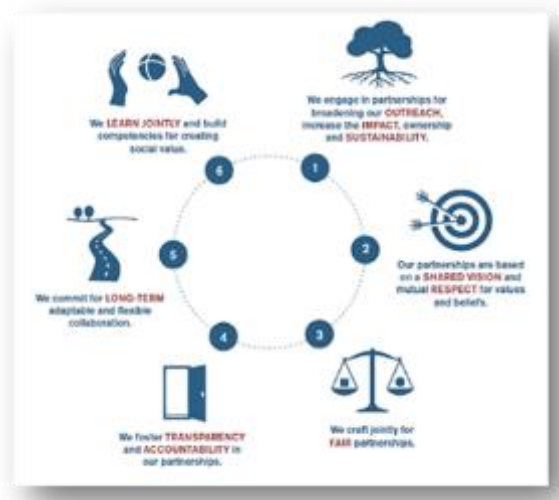 We engage in partnerships for
broadening our OUTREACH,
increase the IMPACT, ownership
and SUSTAINABILITY.
1
2
Our partnerships are based
on a SHARED VISION and
mutual RESPECT for values
and beliefs.
3
We craft jointly for
FAIR partnerships.
4
We foster TRANSPARENCY
and ACCOUNTABILITY in
our partnerships.
5
We commit for LONG-TERM
adaptable and flexible
collaboration.
6
We LEARN JOINTLY and build
competencies for creating
social value.